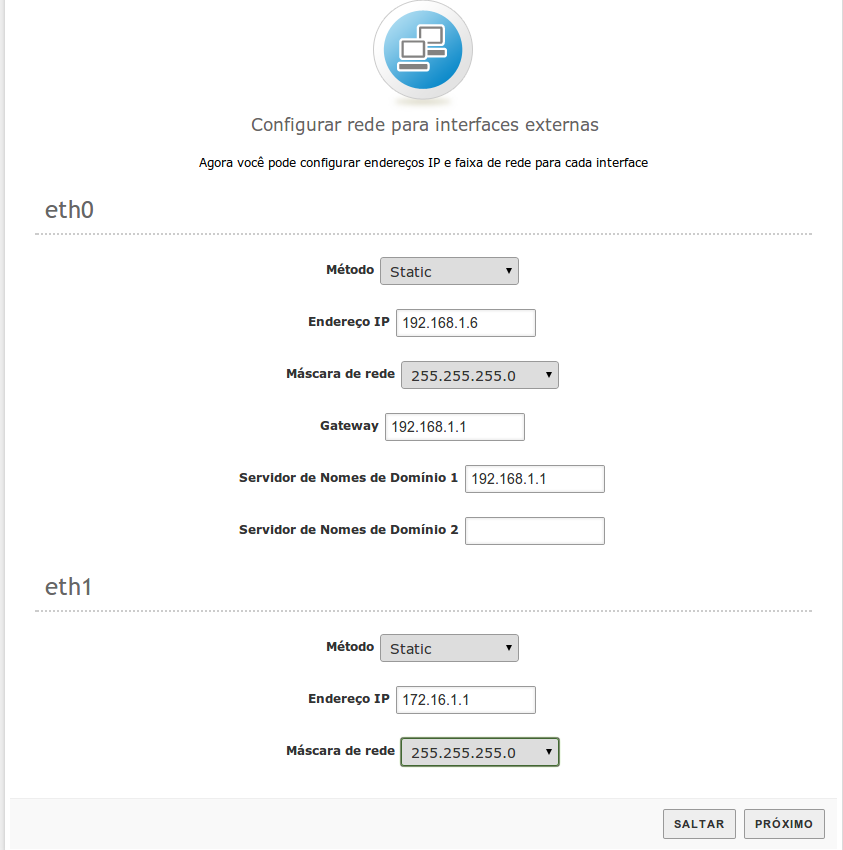 Configurar rede para interfaces externas
Agora você pode configurar endereços IP e faixa de rede para cada interface
eth0
Método Static
Endereço IP 192.168.1.6
Máscara de rede 255.255.255.0
Gateway 192.168.1.1
Servidor de Nomes de Domínio 1 192.168.1.1
Servidor de Nomes de Domínio 2
eth1
Método Static
Endereço IP 172.16.1.1
Máscara de rede 255.255.255.0
SALTAR PRÓXIMO